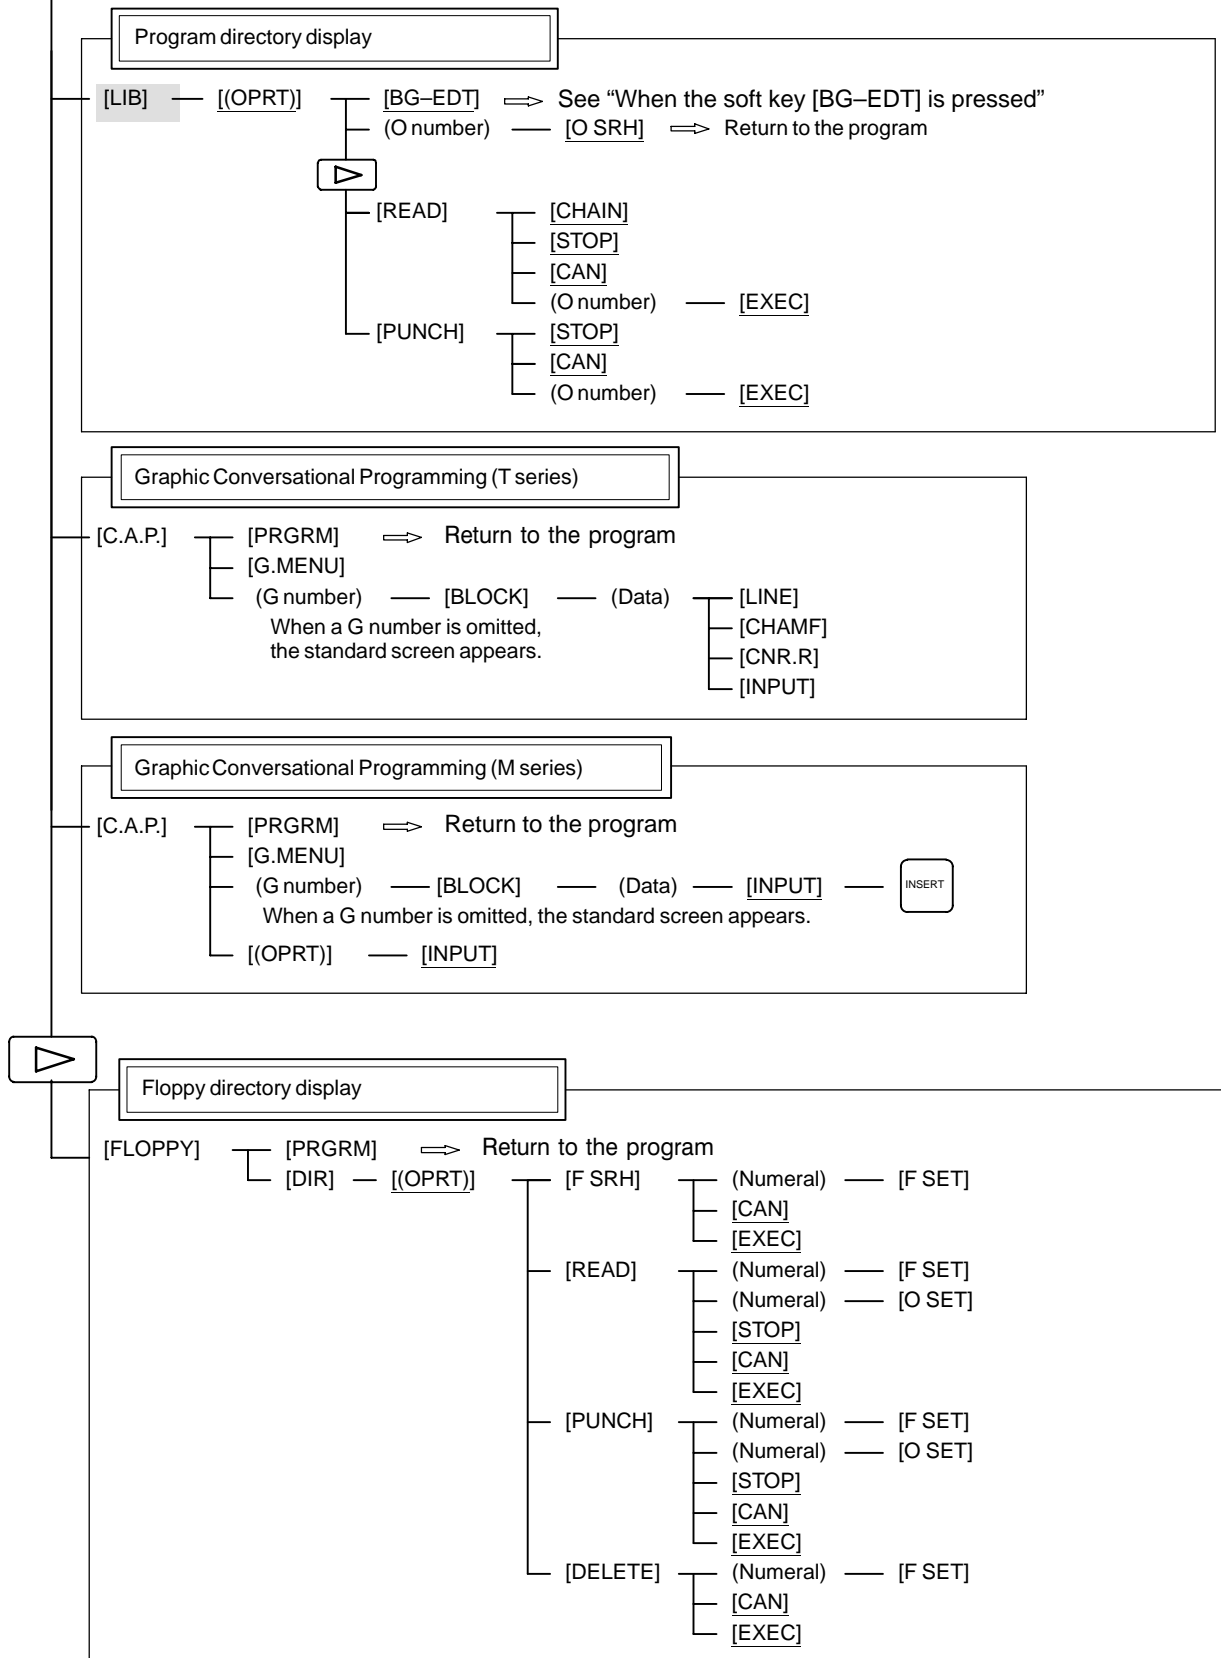 Program directory display
[LIB] [(OPRT)] [BG–EDT] See “When the soft key [BG–EDT] is pressed”
(O number) [O SRH] Return to the program
[READ] [CHAIN]
[STOP]
[CAN]
(O number) [EXEC]
[PUNCH] [STOP]
[CAN]
(O number) [EXEC]
Graphic Conversational Programming (T series)
[C.A.P.] [PRGRM] Return to the program
[G.MENU]
(G number) [BLOCK] (Data) [LINE]
When a G number is omitted, [CHAMF]
the standard screen appears. [CNR.R]
[INPUT]
Graphic Conversational Programming (M series)
[C.A.P.] [PRGRM] Return to the program
[G.MENU]
(G number) [BLOCK] (Data) [INPUT] INSERT
When a G number is omitted, the standard screen appears.
[(OPRT)] [INPUT]
Floppy directory display
[FLOPPY] [PRGRM] Return to the program
[DIR] [(OPRT)] [F SRH] (Numeral) [F SET]
[CAN]
[EXEC]
[READ] (Numeral) [F SET]
(Numeral) [O SET]
[STOP]
[CAN]
[EXEC]
[PUNCH] (Numeral) [F SET]
(Numeral) [O SET]
[STOP]
[CAN]
[EXEC]
[DELETE] (Numeral) [F SET]
[CAN]
[EXEC]